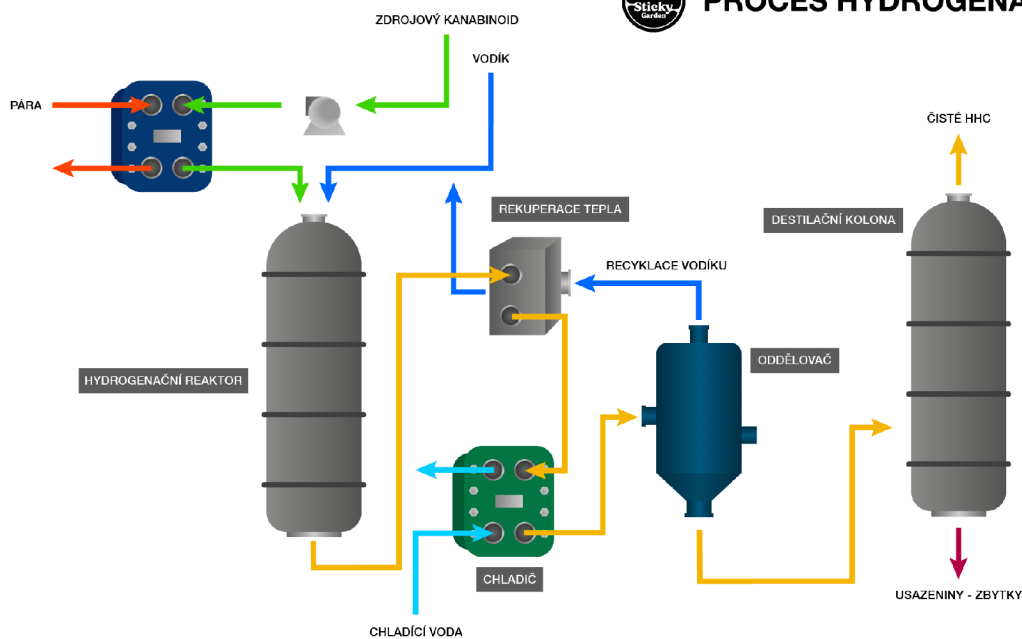 Sticky
Garden
PROCES HYDROGENA
ZDROJOVÝ KANABINOID
VODÍK
PÁRA
ČISTÉ HHC
REKUPERACE TEPLA
DESTILAČNÍ KOLONA
RECYKLACE VODÍKU
ODDĚLOVAČ
HYDROGENAČNÍ REAKTOR
CHLADIČ
USAZENINY - ZBYTKY
CHLADÍCÍ VODA